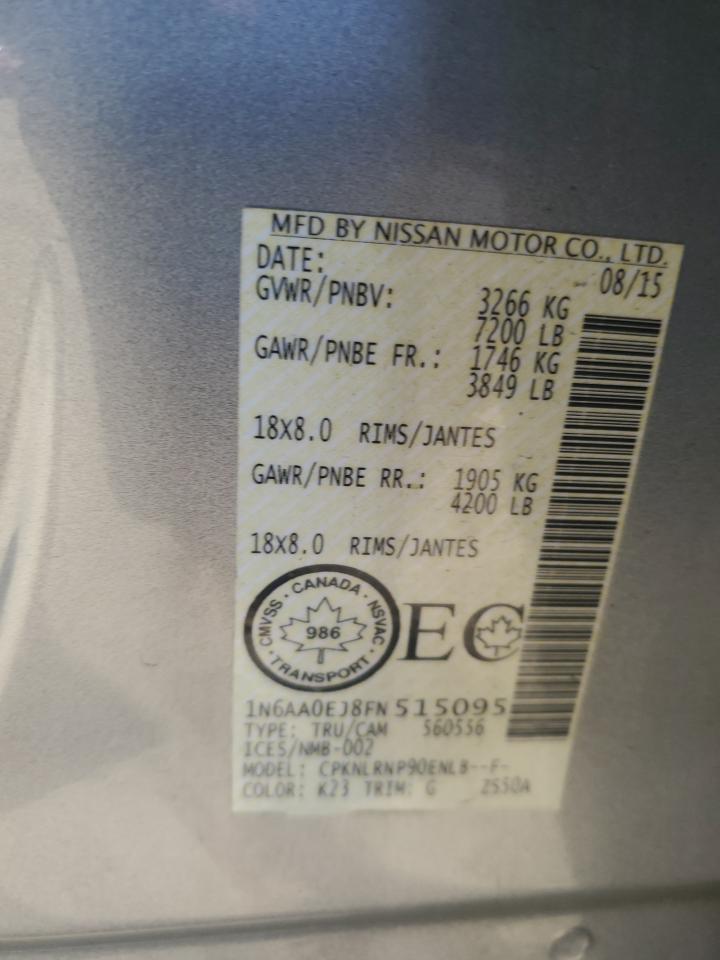 MFD BY NISSAN MOTOR CO., LTD.
DATE: 08/15
GVWR/PNBV: 3266 KG
7200 LB
GAWR/PNBE FR.: 1746 KG
3849 LB
18X8.0 RIMS/JANTES
GAWR/PNBE RR.: 1905 KG
4200 LB
18X8.0 RIMS/JANTES
CANADA
CMVSS · NSVAC
986
TRANSPORT
EC
1N6AA0EJ8FN515095
TYPE: TRU/CAM 560556
ICES/NMB-002
MODEL: CPKNLRNP90ENLB--F-
COLOR: K23 TRIM: G 2S50A